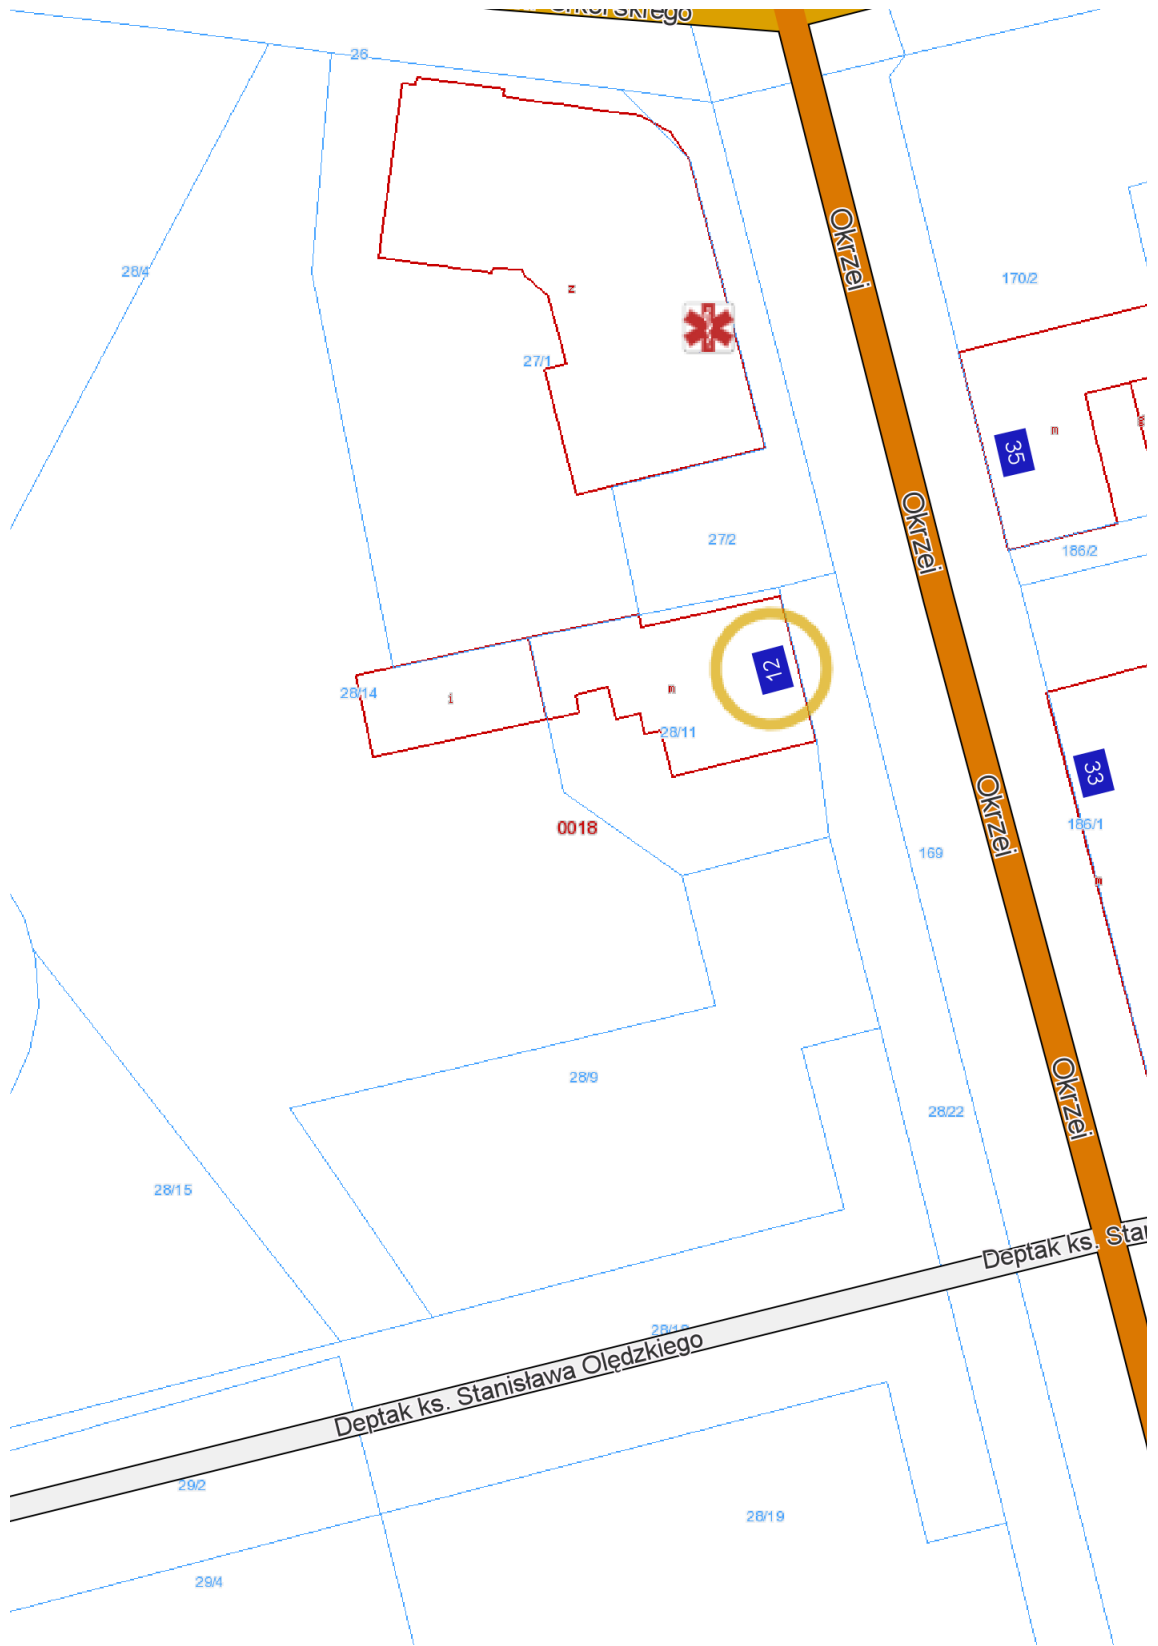 26
Okrzei
28/4
170/2
z
27/1
m
35
Okrzei
27/2
186/2
12
28/14
i
m
28/11
33
Okrzei
0018
186/1
169
m
28/9
Okrzei
28/22
28/15
Deptak ks.
Deptak ks. Stanisława Olędzkiego
29/2
28/19
29/4